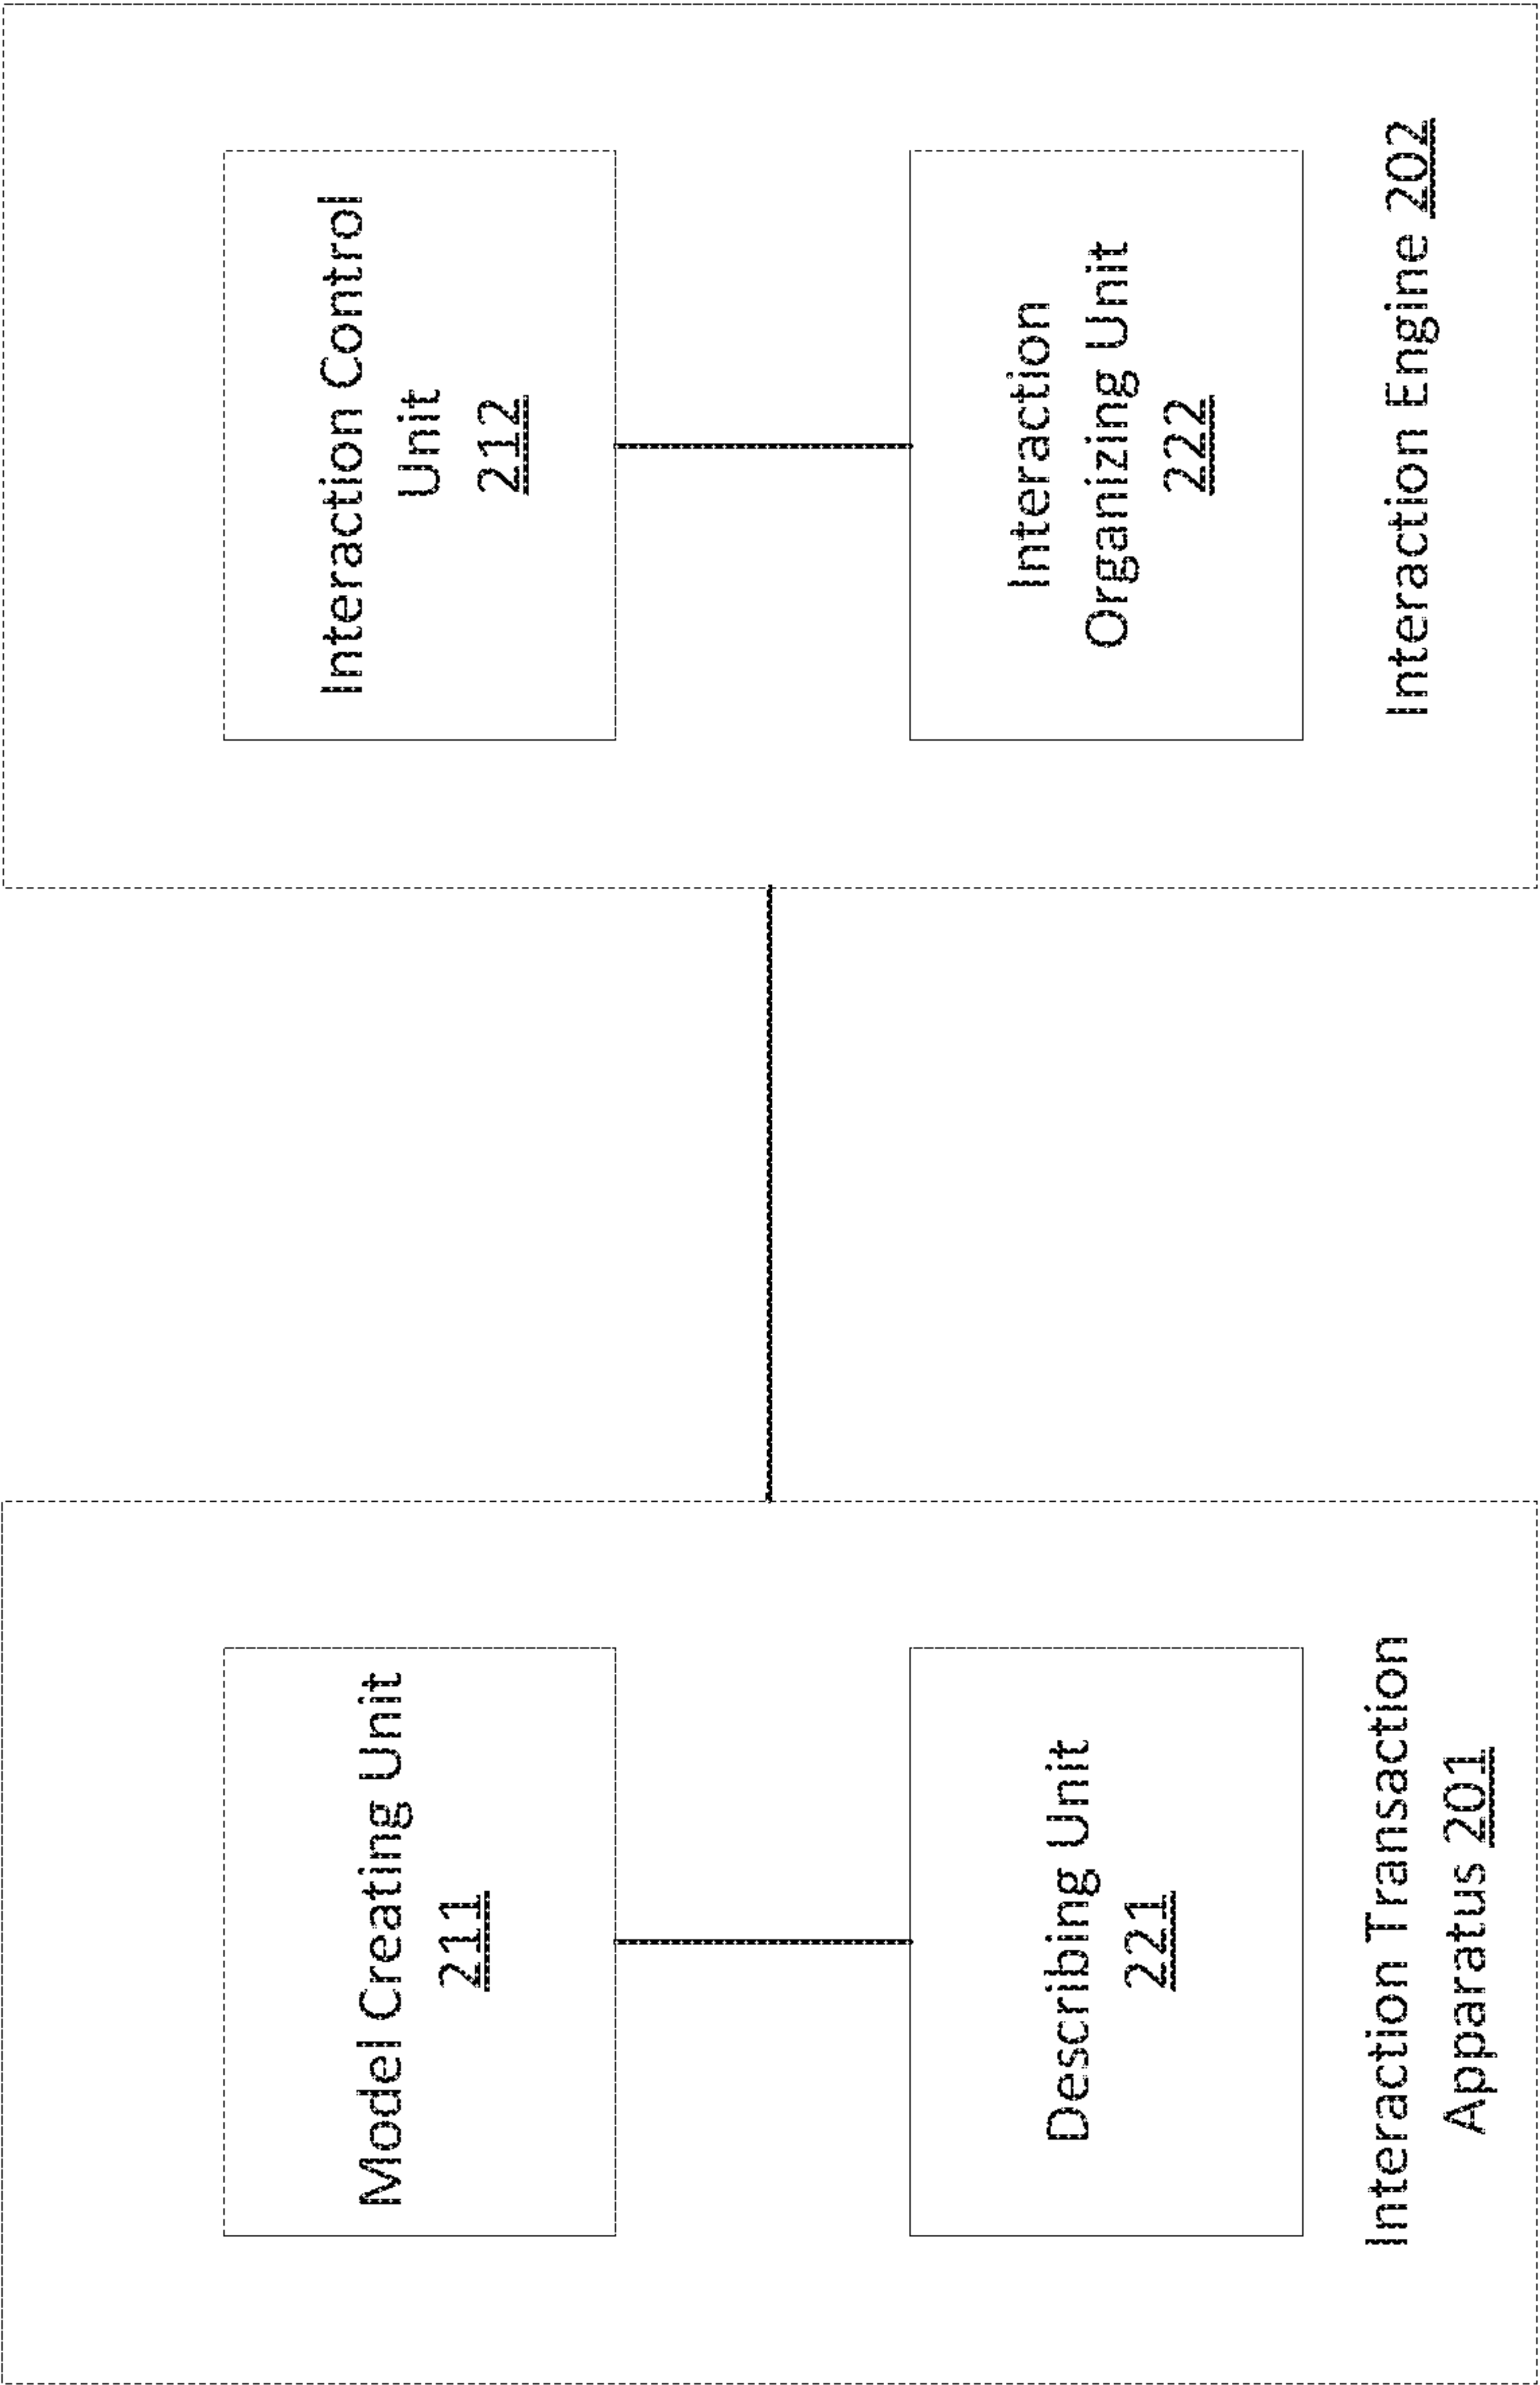 Model Creating Unit
211
Describing Unit
221
Interaction Transaction
Apparatus 201
Interaction Control
Unit
212
Interaction
Organizing Unit
222
Interaction Engine 202